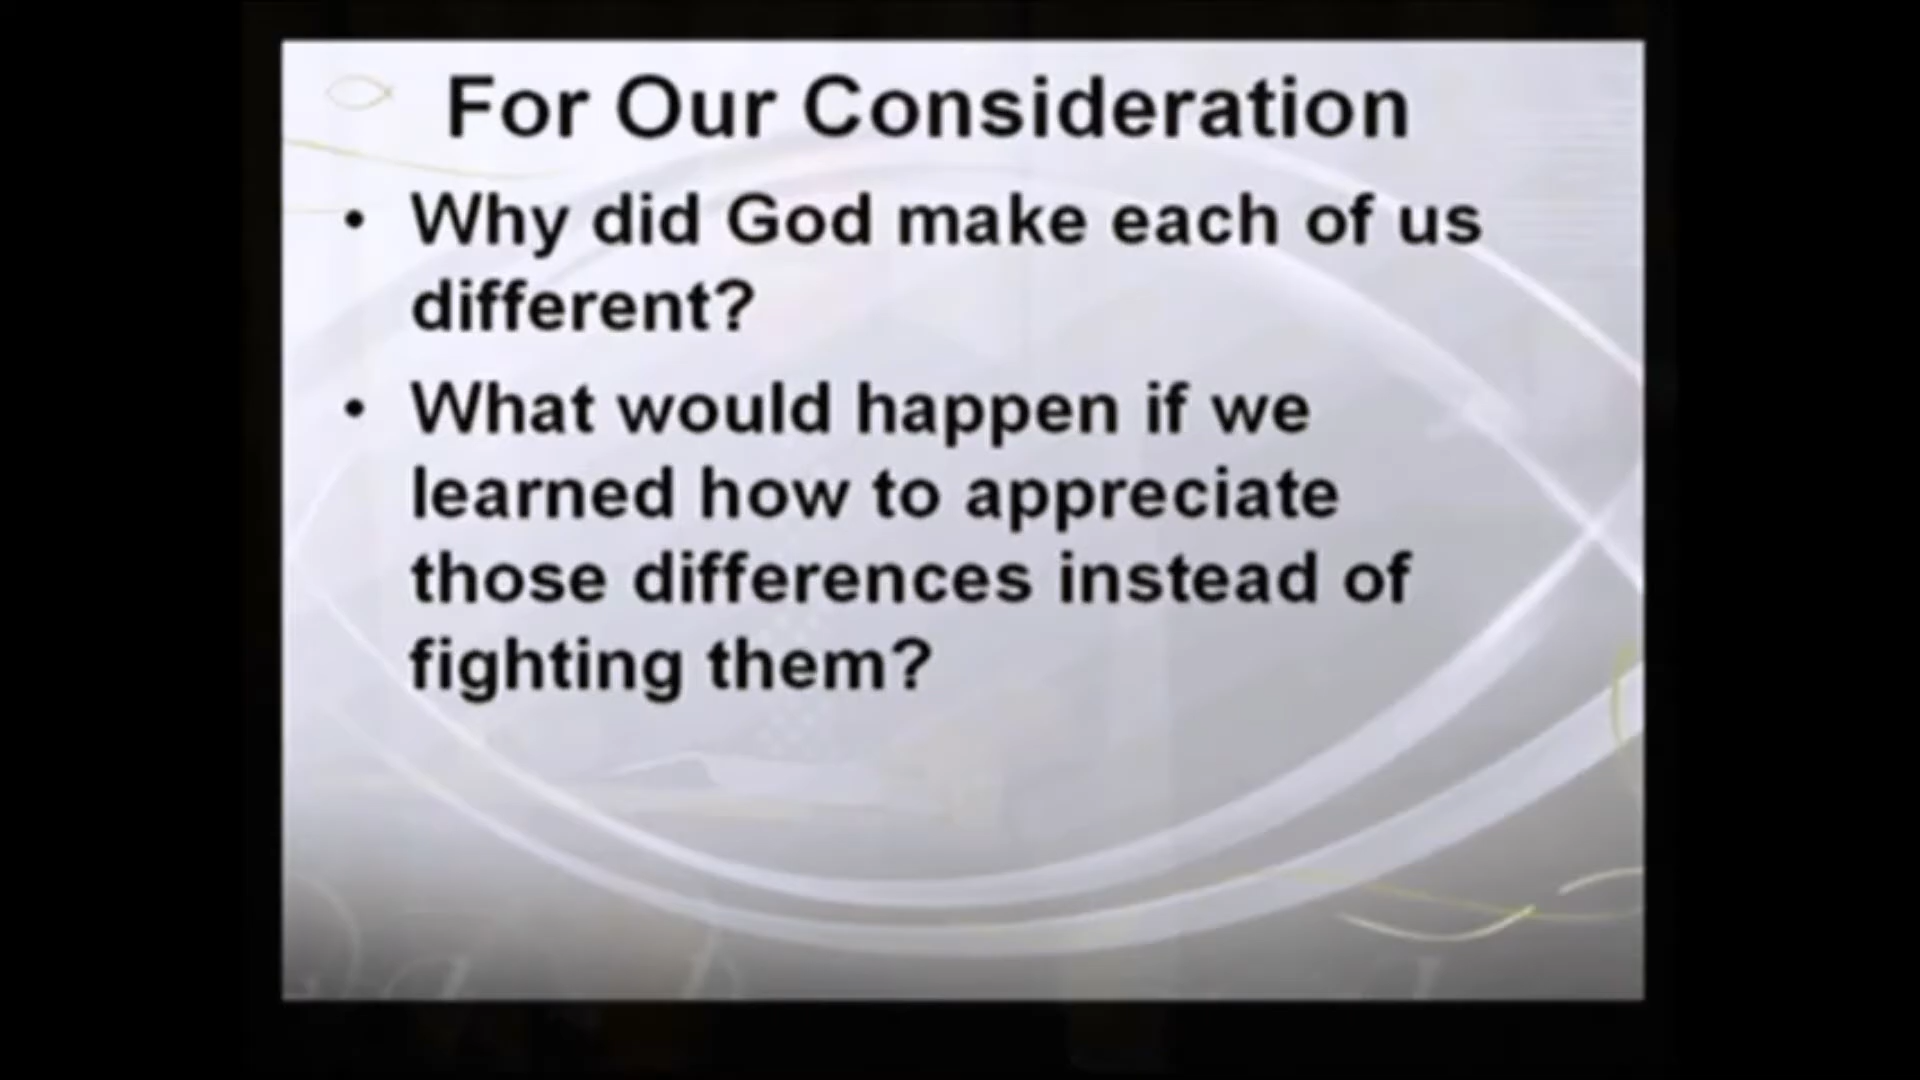 For Our Consideration
• Why did God make each of us
different?
• What would happen if we
learned how to appreciate
those differences instead of
fighting them?